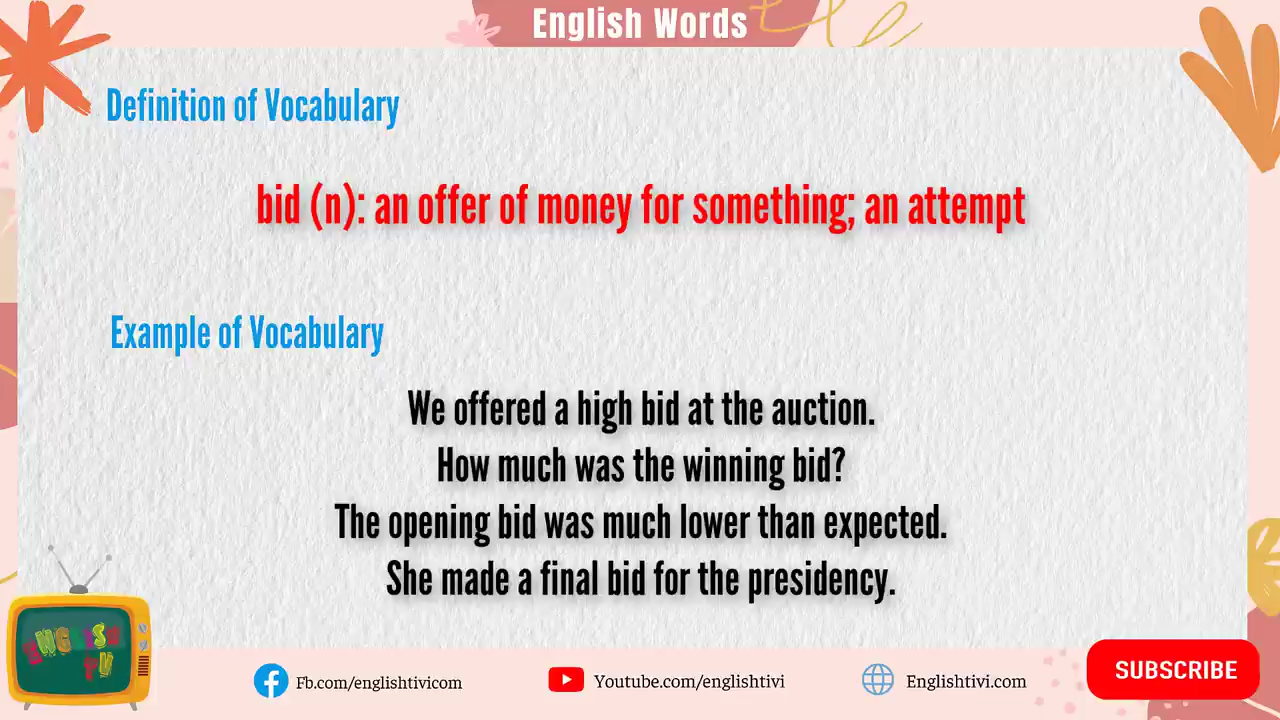 English Words
Definition of Vocabulary
bid (n): an offer of money for something; an attempt
Example of Vocabulary
We offered a high bid at the auction.
How much was the winning bid?
The opening bid was much lower than expected.
She made a final bid for the presidency.
ENGLISH
TV
Fb.com/englishtivicom
Youtube.com/englishtivi
Englishtivi.com
SUBSCRIBE